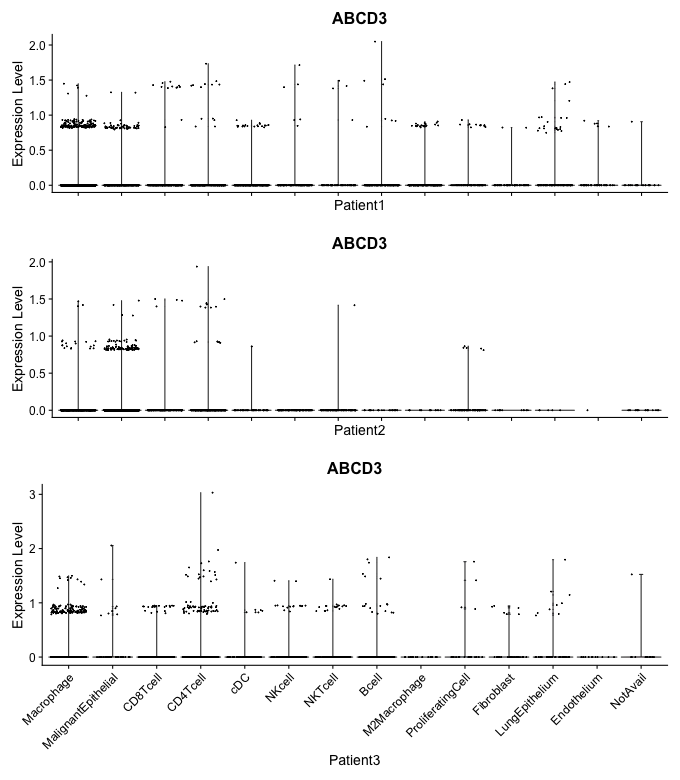 ABCD3
Expression Level
2.0
1.5
1.0
0.5
0.0
Patient1
ABCD3
Expression Level
2.0
1.5
1.0
0.5
0.0
Patient2
ABCD3
Expression Level
3
2
1
0
Macrophage
MalignantEpithelial
CD8Tcell
CD4Tcell
cDC
NKcell
NKTcell
Bcell
M2Macrophage
ProliferatingCell
Fibroblast
LungEpithelium
Endothelium
NotAvail
Patient3